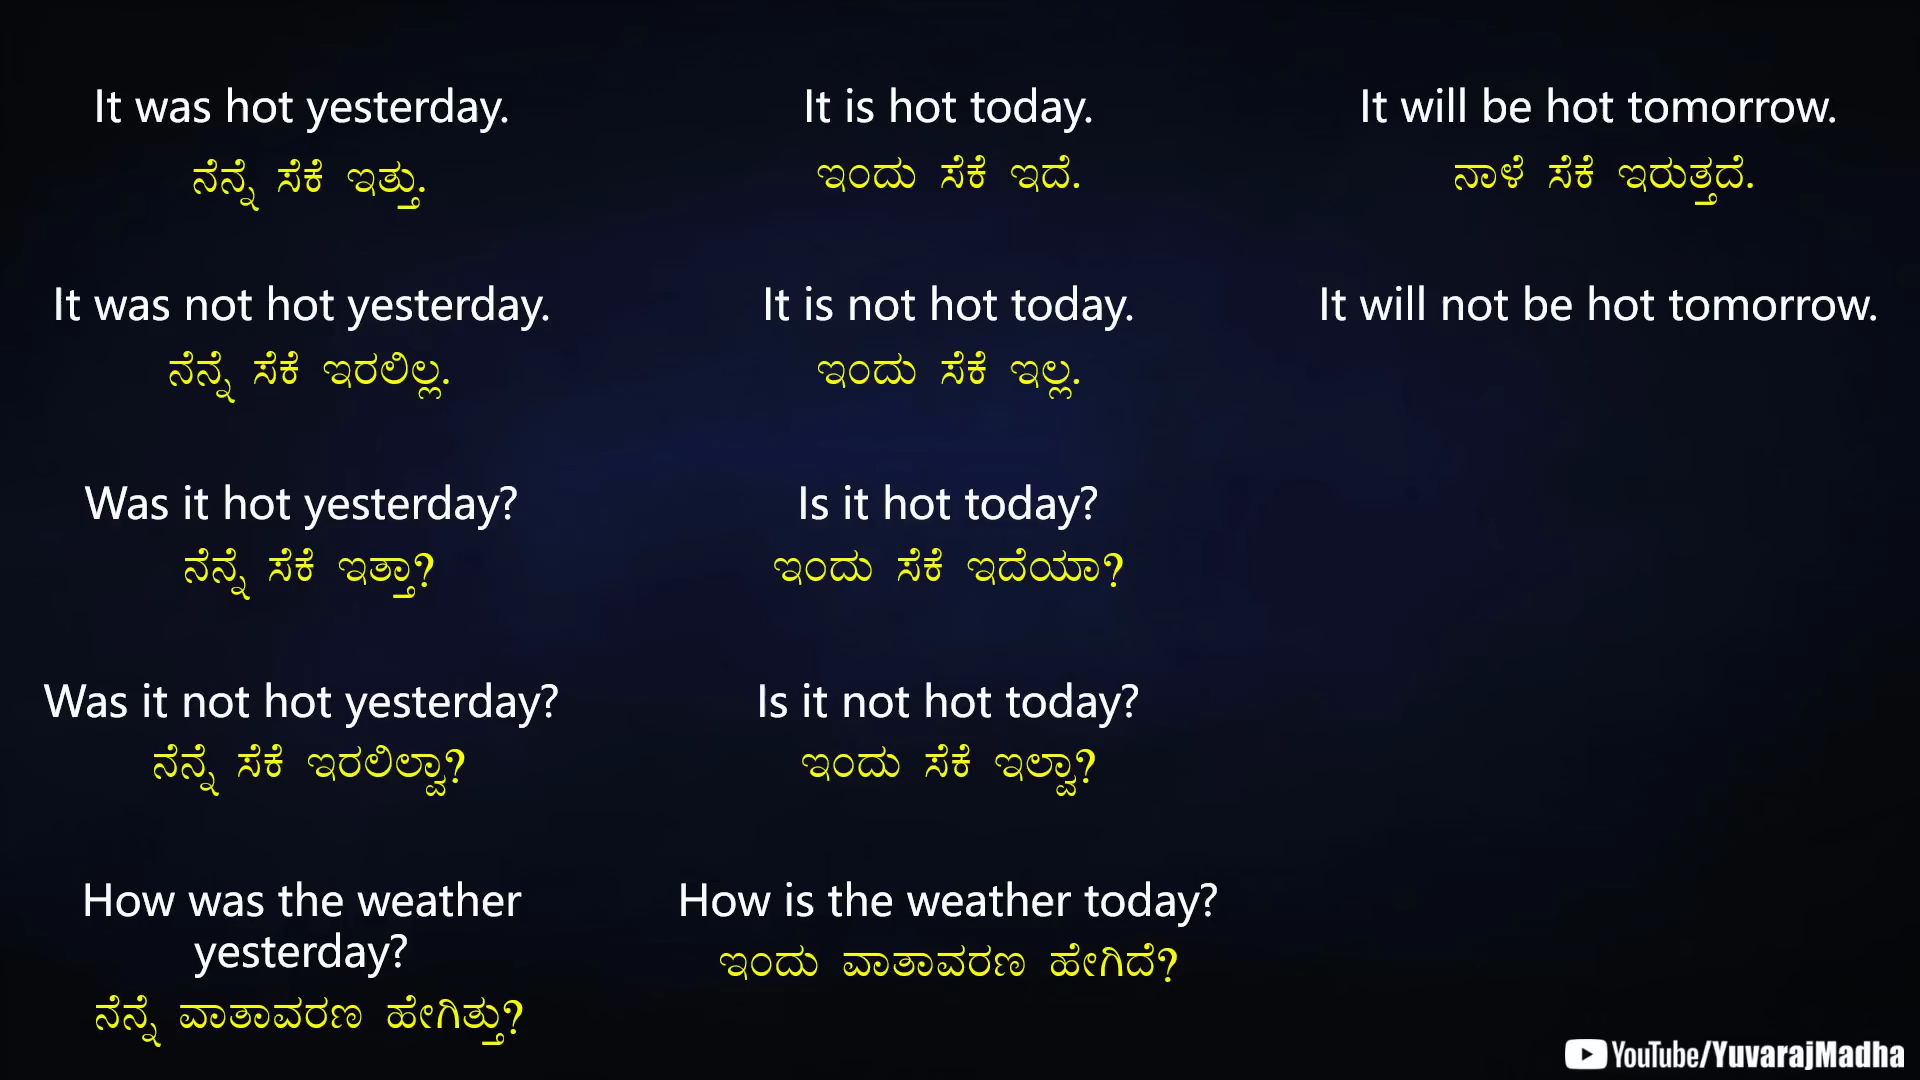 It was hot yesterday.
ನೆನ್ನೆ ಸೆಕೆ ಇತ್ತು.
It was not hot yesterday.
ನೆನ್ನೆ ಸೆಕೆ ಇರಲಿಲ್ಲ.
Was it hot yesterday?
ನೆನ್ನೆ ಸೆಕೆ ಇತ್ತಾ?
Was it not hot yesterday?
ನೆನ್ನೆ ಸೆಕೆ ಇರಲಿಲ್ವಾ?
How was the weather
yesterday?
ನೆನ್ನೆ ವಾತಾವರಣ ಹೇಗಿತ್ತು?
It is hot today.
ಇಂದು ಸೆಕೆ ಇದೆ.
It is not hot today.
ಇಂದು ಸೆಕೆ ಇಲ್ಲ.
Is it hot today?
ಇಂದು ಸೆಕೆ ಇದೆಯಾ?
Is it not hot today?
ಇಂದು ಸೆಕೆ ಇಲ್ವಾ?
How is the weather today?
ಇಂದು ವಾತಾವರಣ ಹೇಗಿದೆ?
It will be hot tomorrow.
ನಾಳೆ ಸೆಕೆ ಇರುತ್ತದೆ.
It will not be hot tomorrow.
YouTube/YuvarajMadha